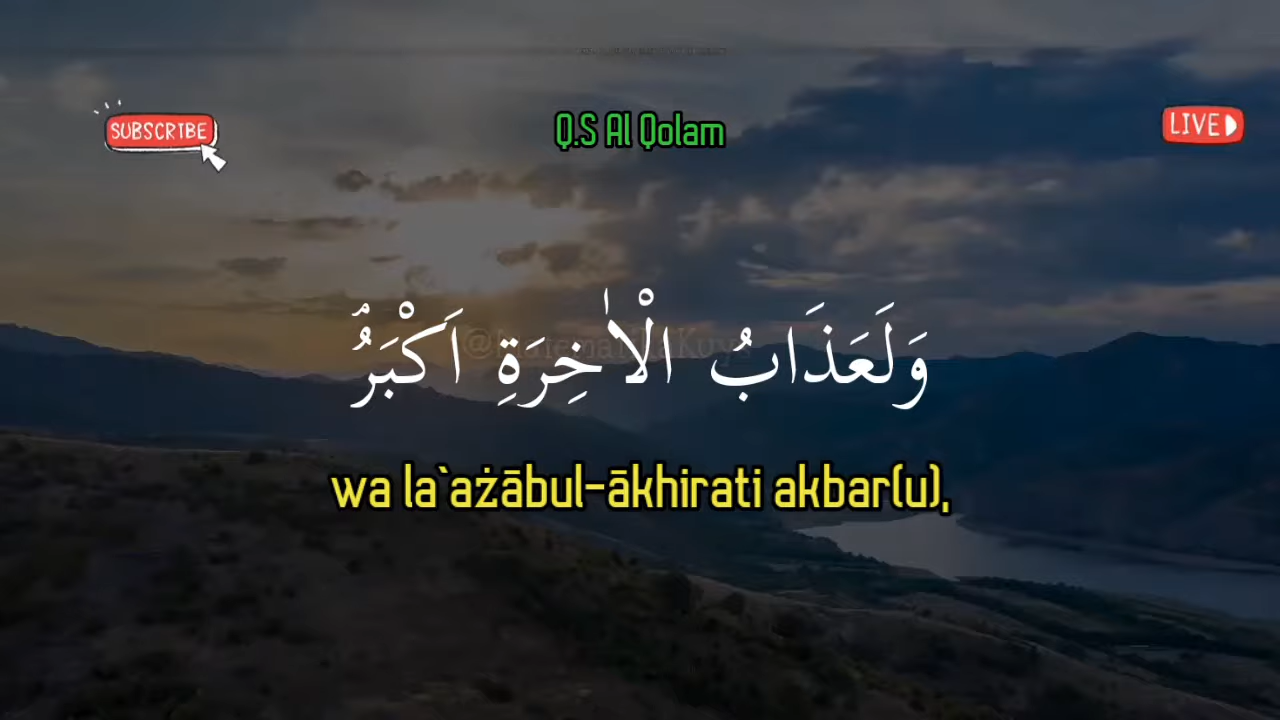 Q.S Al Qolam
SUBSCRIBE
LIVE
وَلَعَذَابُ الْاٰخِرَةِ اَكْبَرُۘ
wa la`ażābul-ākhirati akbar(u),